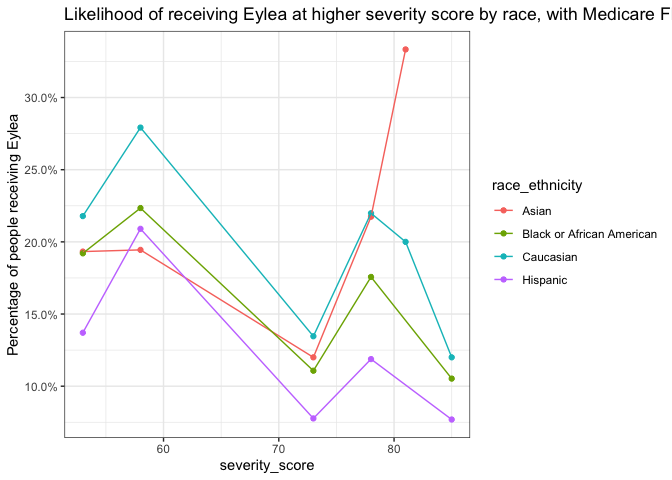 Likelihood of receiving Eylea at higher severity score by race, with Medicare F
Percentage of people receiving Eylea
30.0%
25.0%
20.0%
15.0%
10.0%
60
70
80
severity_score
race_ethnicity
Asian
Black or African American
Caucasian
Hispanic